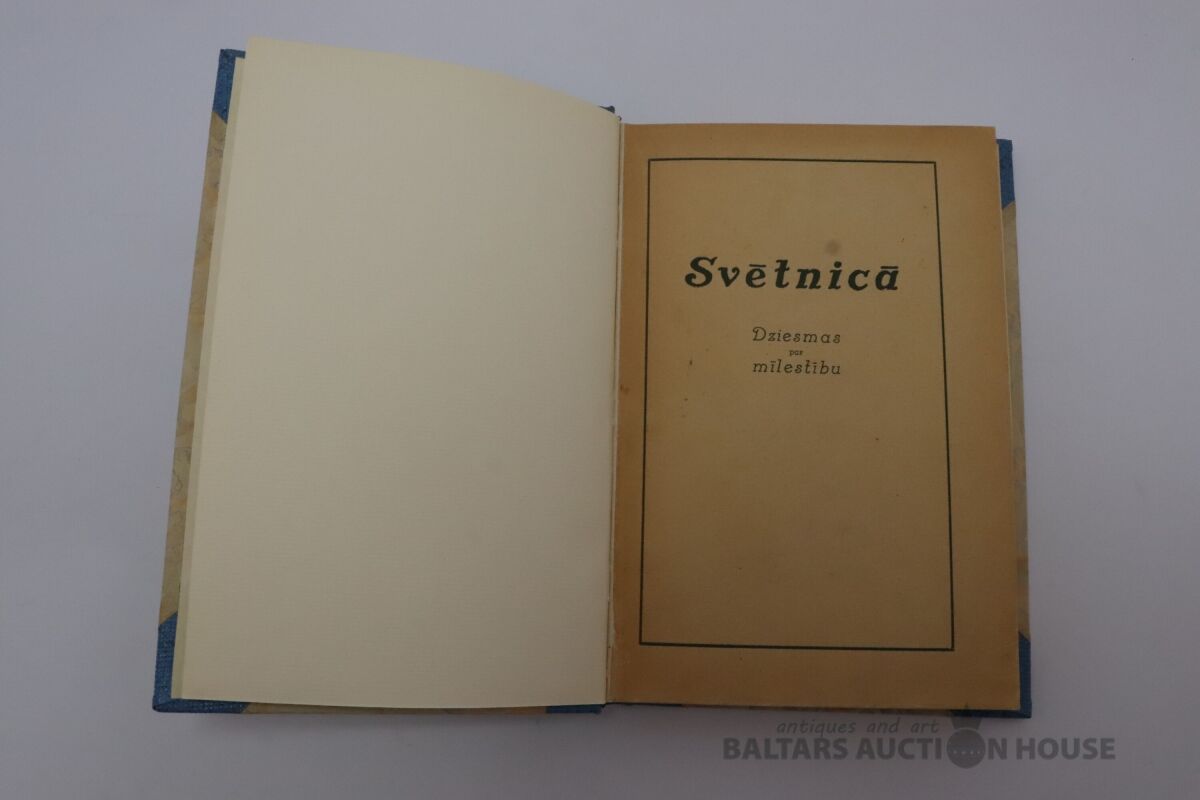 Svētnicā
Dziesmas
par
mīlestību
antiques and art
BALTARS AUCTION HOUSE